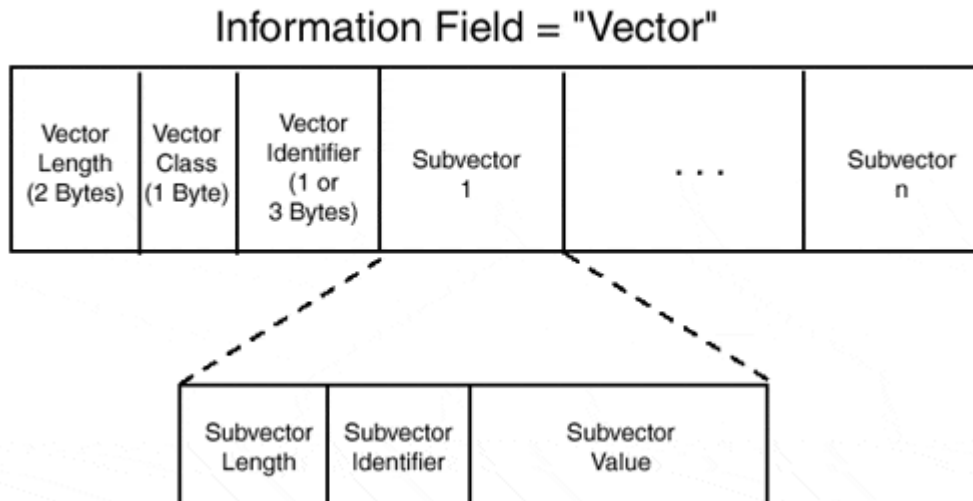 Information Field = "Vector"
Vector
Length
(2 Bytes)
Vector
Class
(1 Byte)
Vector
Identifier
(1 or
3 Bytes)
Subvector
1
. . .
Subvector
n
Subvector
Length
Subvector
Identifier
Subvector
Value